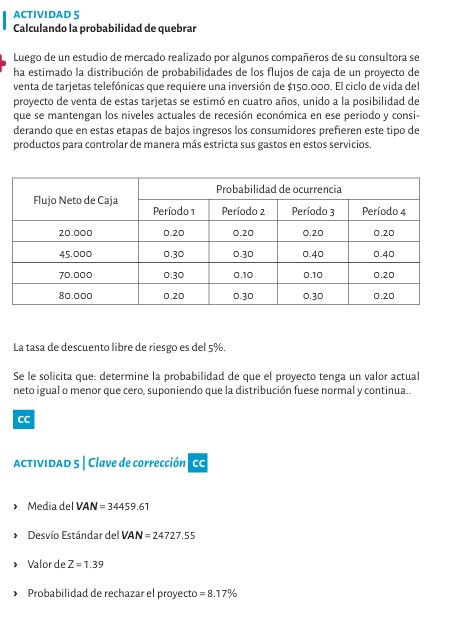 ACTIVIDAD 5
Calculando la probabilidad de quebrar
Luego de un estudio de mercado realizado por algunos compañeros de su consultora se
ha estimado la distribución de probabilidades de los flujos de caja de un proyecto de
venta de tarjetas telefónicas que requiere una inversión de $150.000. El ciclo de vida del
proyecto de venta de estas tarjetas se estimó en cuatro años, unido a la posibilidad de
que se mantengan los niveles actuales de recesión económica en ese periodo y consi-
derando que en estas etapas de bajos ingresos los consumidores prefieren este tipo de
productos para controlar de manera más estricta sus gastos en estos servicios.
Flujo Neto de Caja Probabilidad de ocurrencia
Período 1 Período 2 Período 3 Período 4
20.000 0.20 0.20 0.20 0.20
45.000 0.30 0.30 0.40 0.40
70.000 0.30 0.10 0.10 0.20
80.000 0.20 0.30 0.30 0.20
La tasa de descuento libre de riesgo es del 5%.
Se le solicita que: determine la probabilidad de que el proyecto tenga un valor actual
neto igual o menor que cero, suponiendo que la distribución fuese normal y continua..
CC
ACTIVIDAD 5 | Clave de corrección CC
› Media del VAN = 34459.61
› Desvío Estándar del VAN = 24727.55
› Valor de Z = 1.39
› Probabilidad de rechazar el proyecto = 8.17%